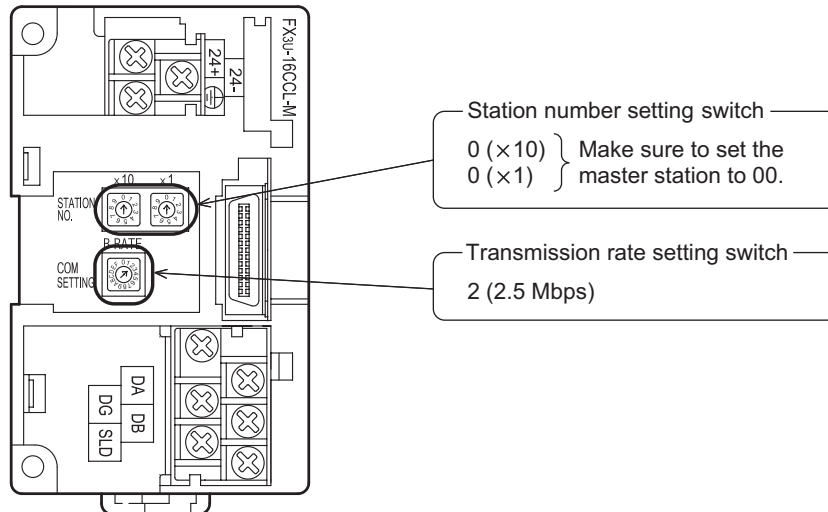 FX3U-16CCL-M
24+
24-
×10
×1
STATION
NO.
B RATE
COM
SETTING
DA
DB
DG
SLD
Station number setting switch
0 (×10)
0 (×1)
Make sure to set the
master station to 00.
Transmission rate setting switch
2 (2.5 Mbps)